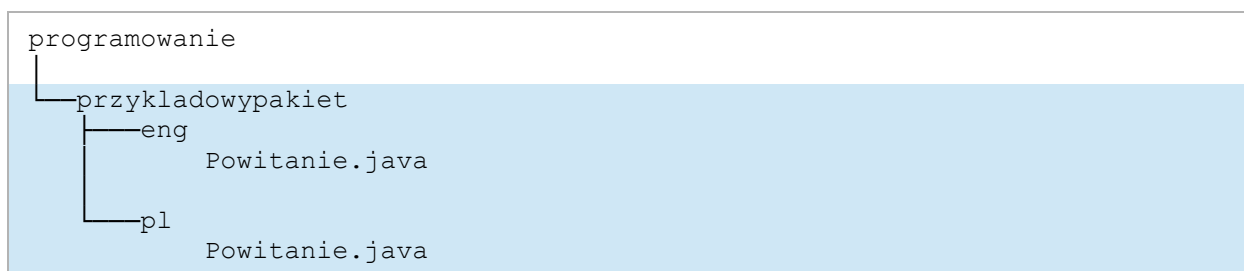 programowanie
przykladowypakiet
eng
Powitanie.java
pl
Powitanie.java